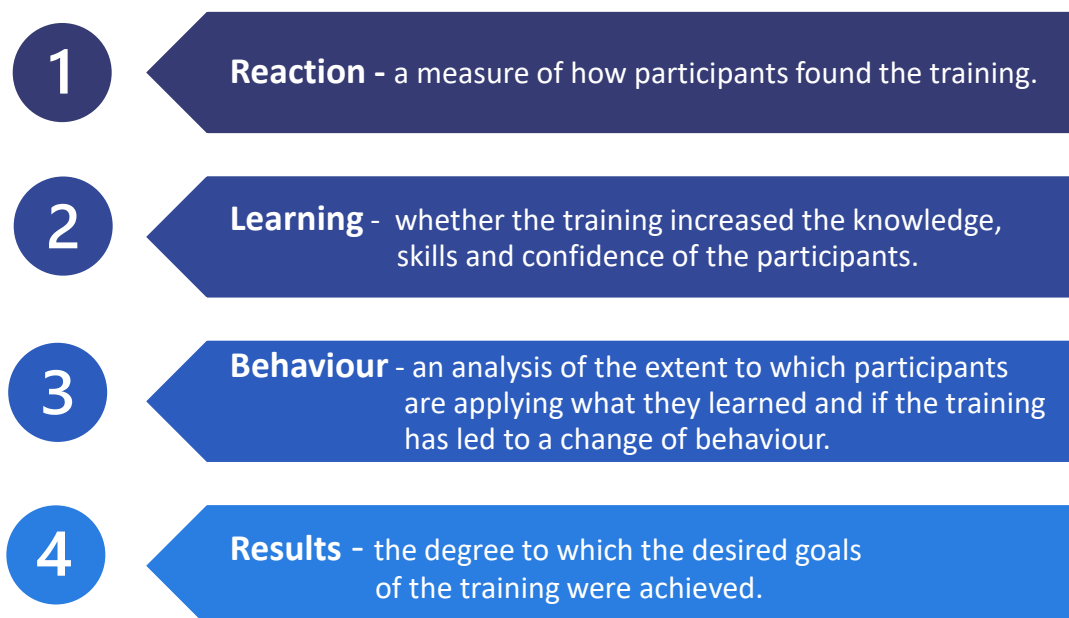 1
Reaction - a measure of how participants found the training.
2
Learning - whether the training increased the knowledge,
skills and confidence of the participants.
3
Behaviour - an analysis of the extent to which participants
are applying what they learned and if the training
has led to a change of behaviour.
4
Results - the degree to which the desired goals
of the training were achieved.